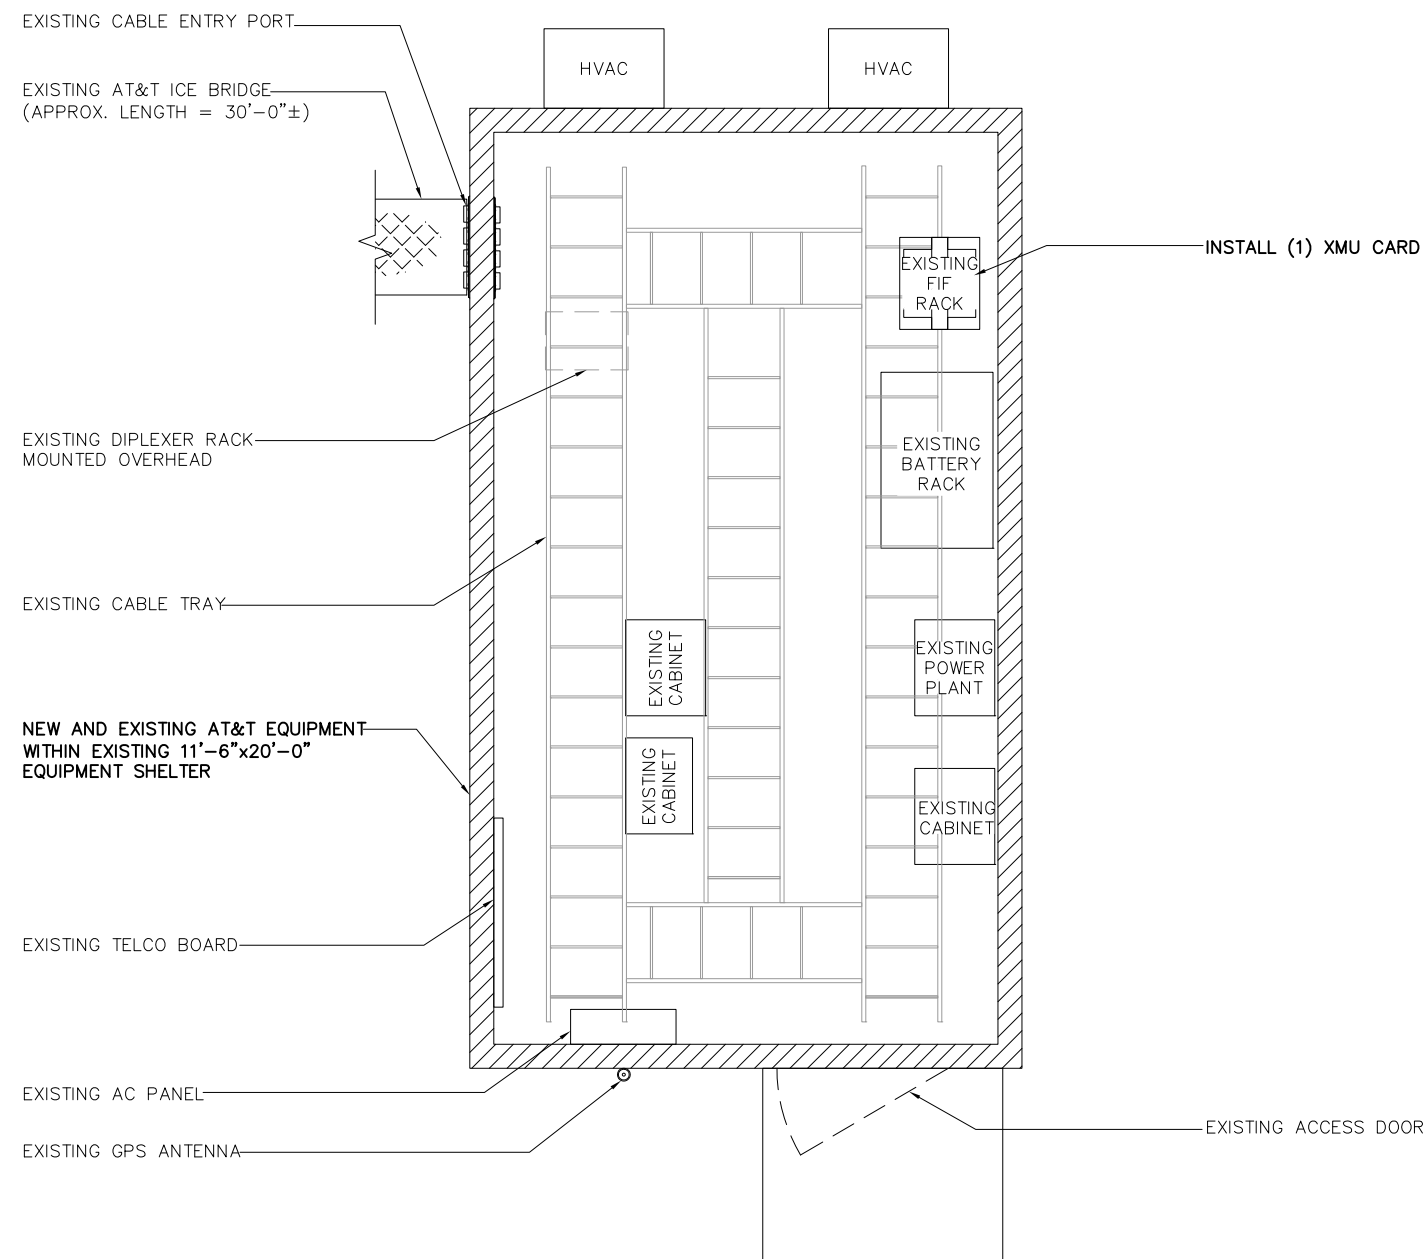 EXISTING CABLE ENTRY PORT
EXISTING AT&T ICE BRIDGE
(APPROX. LENGTH = 30'-0"±)
HVAC
HVAC
INSTALL (1) XMU CARD
EXISTING
FIF
RACK
EXISTING DIPLEXER RACK
MOUNTED OVERHEAD
EXISTING
BATTERY
RACK
EXISTING CABLE TRAY
EXISTING
CABINET
EXISTING
POWER
PLANT
NEW AND EXISTING AT&T EQUIPMENT
WITHIN EXISTING 11'-6"x20'-0"
EQUIPMENT SHELTER
EXISTING
CABINET
EXISTING
CABINET
EXISTING TELCO BOARD
EXISTING AC PANEL
EXISTING GPS ANTENNA
EXISTING ACCESS DOOR